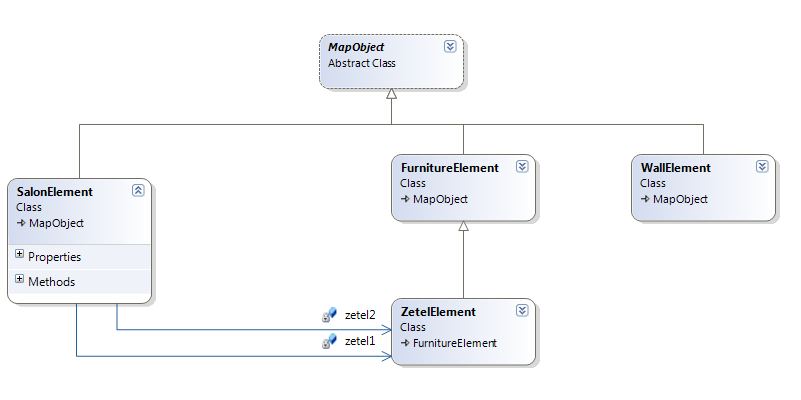 MapObject
Abstract Class
SalonElement
Class
MapObject
Properties
Methods
FurnitureElement
Class
MapObject
WallElement
Class
MapObject
zetel2
zetel1
ZetelElement
Class
FurnitureElement